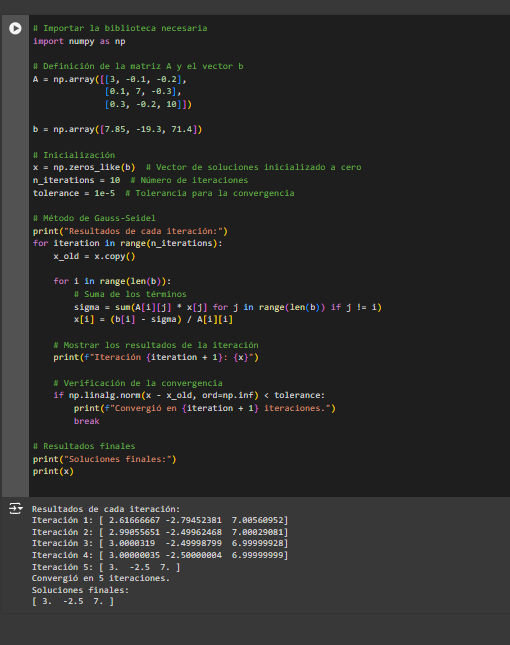 # Importar la biblioteca necesaria
import numpy as np
# Definición de la matriz A y el vector b
A = np.array([[3, -0.1, -0.2],
[0.1, 7, -0.3],
[0.3, -0.2, 10]])
b = np.array([7.85, -19.3, 71.4])
# Inicialización
x = np.zeros_like(b)  # Vector de soluciones inicializado a cero
n_iterations = 10  # Número de iteraciones
tolerance = 1e-5  # Tolerancia para la convergencia
# Método de Gauss-Seidel
print("Resultados de cada iteración:")
for iteration in range(n_iterations):
x_old = x.copy()
for i in range(len(b)):
# Suma de los términos
sigma = sum(A[i][j] * x[j] for j in range(len(b)) if j != i)
x[i] = (b[i] - sigma) / A[i][i]
# Mostrar los resultados de la iteración
print(f"Iteración {iteration + 1}: {x}")
# Verificación de la convergencia
if np.linalg.norm(x - x_old, ord=np.inf) < tolerance:
print(f"Convergió en {iteration + 1} iteraciones.")
break
# Resultados finales
print("Soluciones finales:")
print(x)
Resultados de cada iteración:
Iteración 1: [ 2.61666667 -2.79452381  7.00560952]
Iteración 2: [ 2.99055651 -2.49962468  7.00029081]
Iteración 3: [ 3.0000319  -2.49998799  6.99999928]
Iteración 4: [ 3.00000035 -2.50000004  6.99999999]
Iteración 5: [ 3.  -2.5  7. ]
Convergió en 5 iteraciones.
Soluciones finales:
[ 3.  -2.5  7. ]